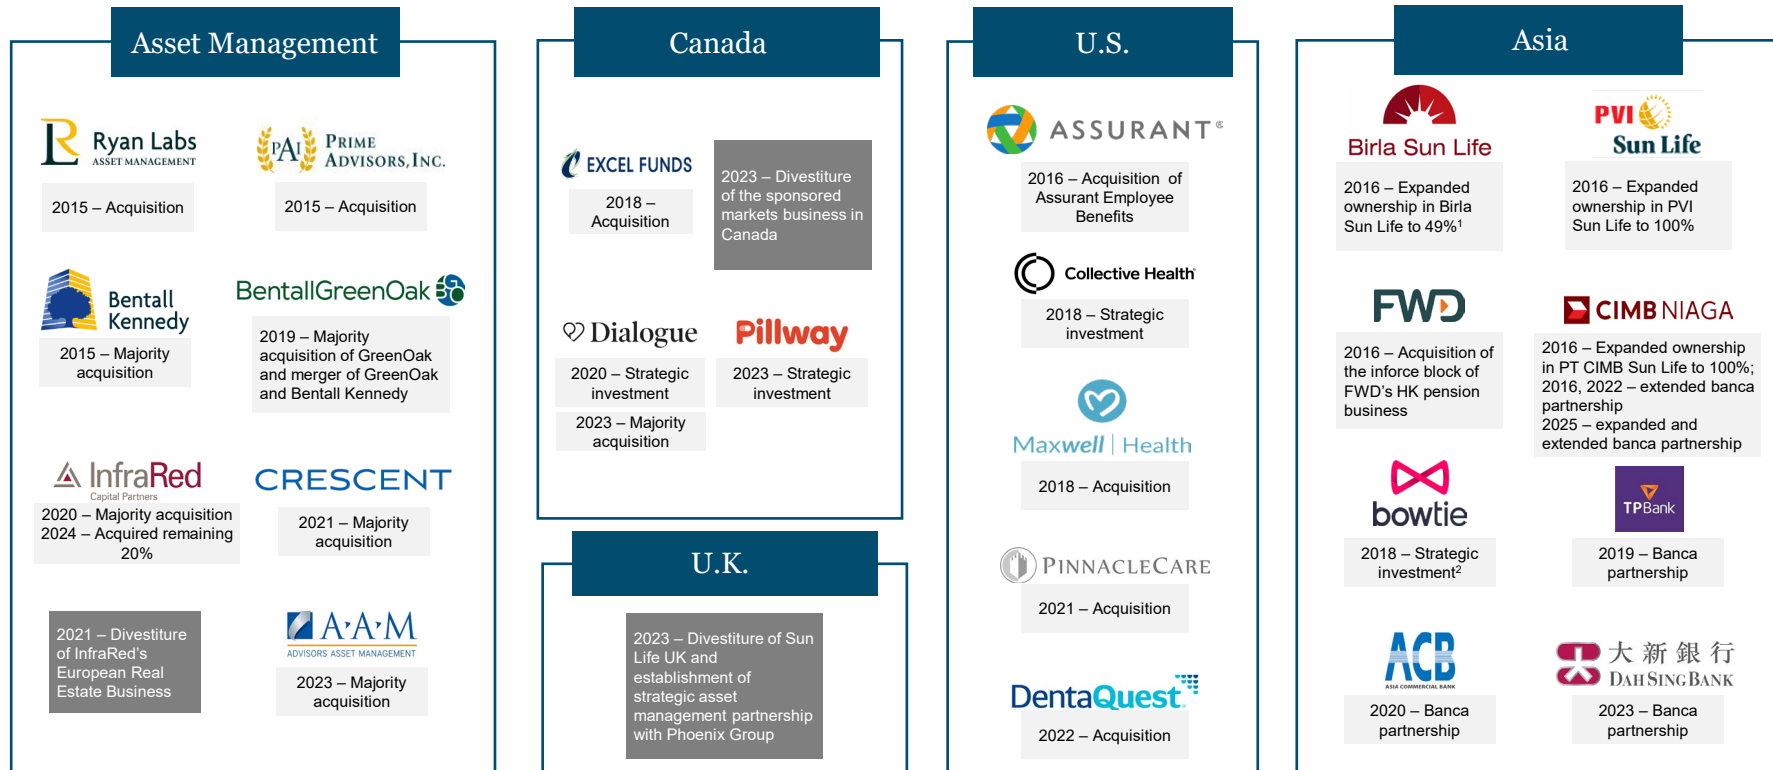 Asset Management
Ryan Labs
ASSET MANAGEMENT
2015 – Acquisition
PAI
PRIME
ADVISORS, INC.
2015 – Acquisition
Bentall
Kennedy
2015 – Majority
acquisition
BentallGreenOak
2019 – Majority
acquisition of GreenOak
and merger of GreenOak
and Bentall Kennedy
InfraRed
Capital Partners
2020 – Majority acquisition
2024 – Acquired remaining
20%
CRESCENT
2021 – Majority
acquisition
2021 – Divestiture
of InfraRed's
European Real
Estate Business
A·A·M
ADVISORS ASSET MANAGEMENT
2023 – Majority
acquisition
Canada
EXCEL FUNDS
2018 –
Acquisition
2023 – Divestiture
of the sponsored
markets business in
Canada
Dialogue
2020 – Strategic
investment
2023 – Majority
acquisition
Pillway
2023 – Strategic
investment
U.K.
2023 – Divestiture of Sun
Life UK and
establishment of
strategic asset
management partnership
with Phoenix Group
U.S.
ASSURANT®
2016 – Acquisition of
Assurant Employee
Benefits
Collective Health
2018 – Strategic
investment
Maxwell | Health
2018 – Acquisition
PINNACLECARE
2021 – Acquisition
DentaQuest
2022 – Acquisition
Asia
Birla Sun Life
2016 – Expanded
ownership in Birla
Sun Life to 49%¹
PVI
Sun Life
2016 – Expanded
ownership in PVI
Sun Life to 100%
FWD
2016 – Acquisition of
the inforce block of
FWD's HK pension
business
CIMB NIAGA
2016 – Expanded ownership
in PT CIMB Sun Life to 100%;
2016, 2022 – extended banca
partnership
2025 – expanded and
extended banca partnership
bowtie
2018 – Strategic
investment²
TPBank
2019 – Banca
partnership
ACB
ASIA COMMERCIAL BANK
2020 – Banca
partnership
大新銀行
DAH SING BANK
2023 – Banca
partnership